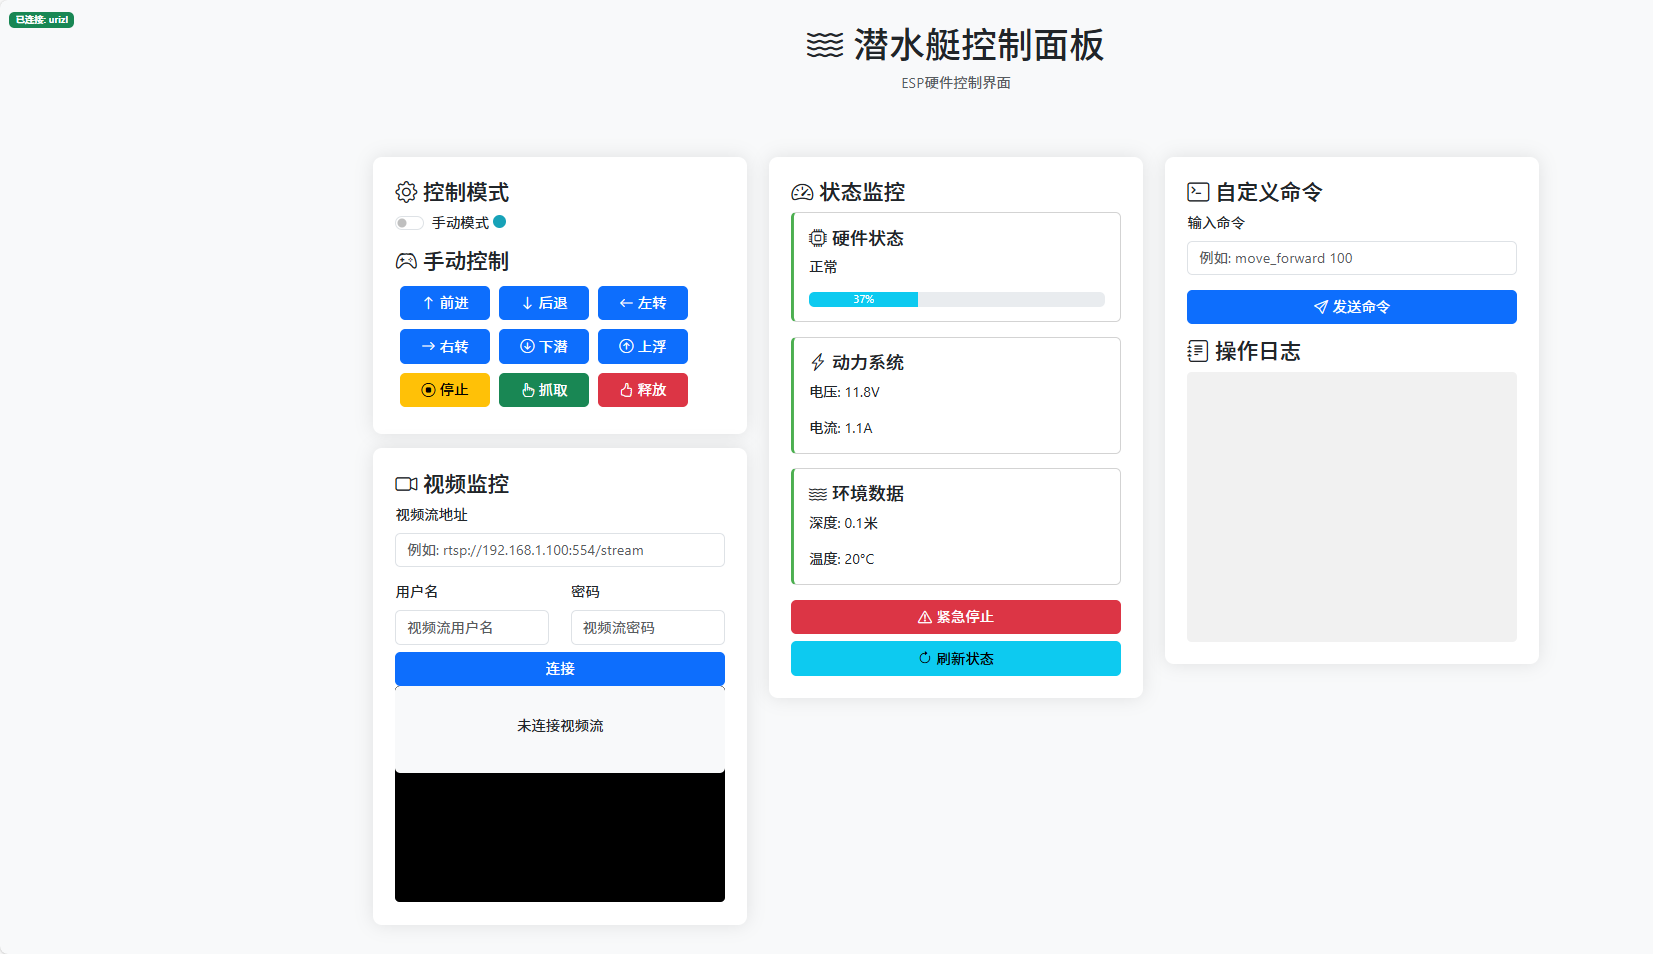 已连接: urizl
潜水艇控制面板
ESP硬件控制界面
控制模式
手动模式
手动控制
前进
后退
左转
右转
下潜
上浮
停止
抓取
释放
视频监控
视频流地址
例如: rtsp://192.168.1.100:554/stream
用户名
密码
视频流用户名
视频流密码
连接
未连接视频流
状态监控
硬件状态
正常
37%
动力系统
电压: 11.8V
电流: 1.1A
环境数据
深度: 0.1米
温度: 20°C
紧急停止
刷新状态
自定义命令
输入命令
例如: move_forward 100
发送命令
操作日志